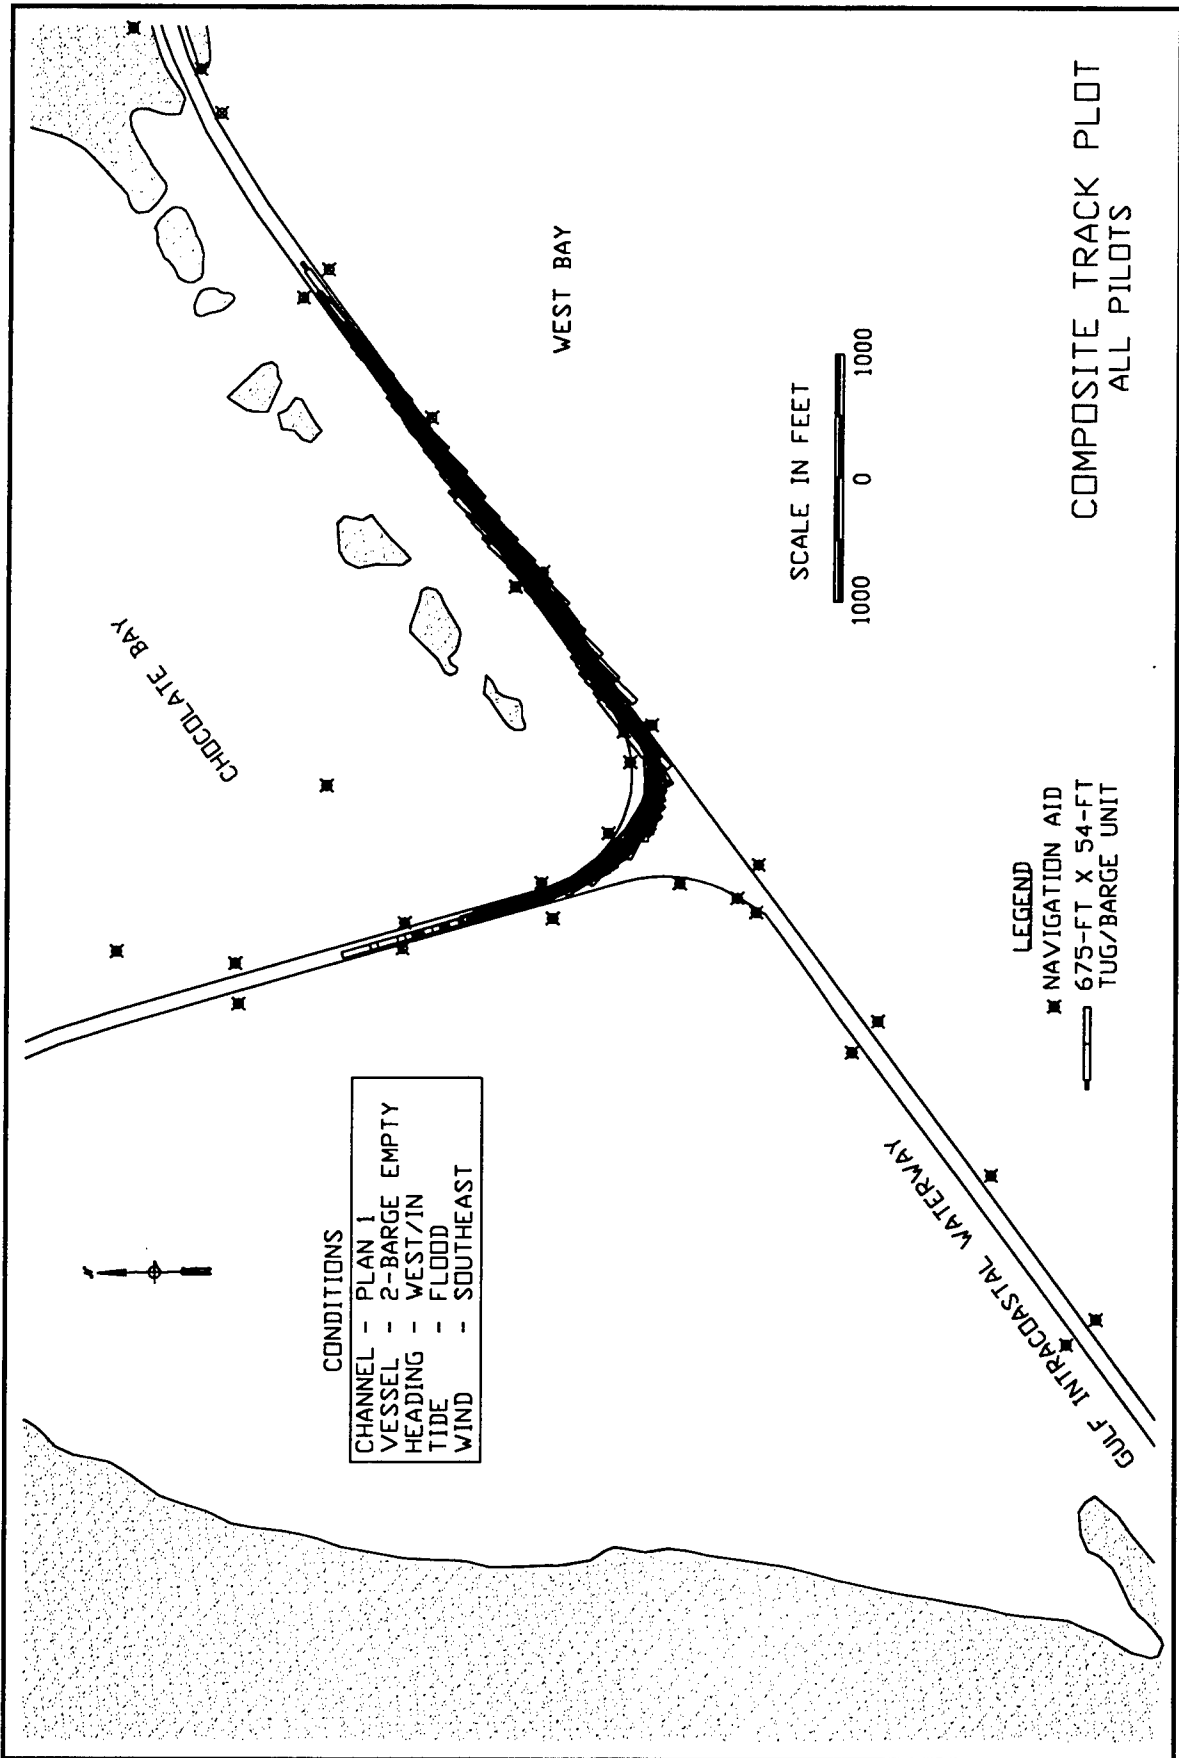 CHOCOLATE BAY
WEST BAY
CONDITIONS
CHANNEL - PLAN 1
VESSEL - 2-BARGE EMPTY
HEADING - WEST/IN
TIDE - FLOOD
WIND - SOUTHEAST
SCALE IN FEET
1000 0 1000
GULF INTRACOASTAL WATERWAY
LEGEND
NAVIGATION AID
675-FT X 54-FT
TUG/BARGE UNIT
COMPOSITE TRACK PLOT
ALL PILOTS